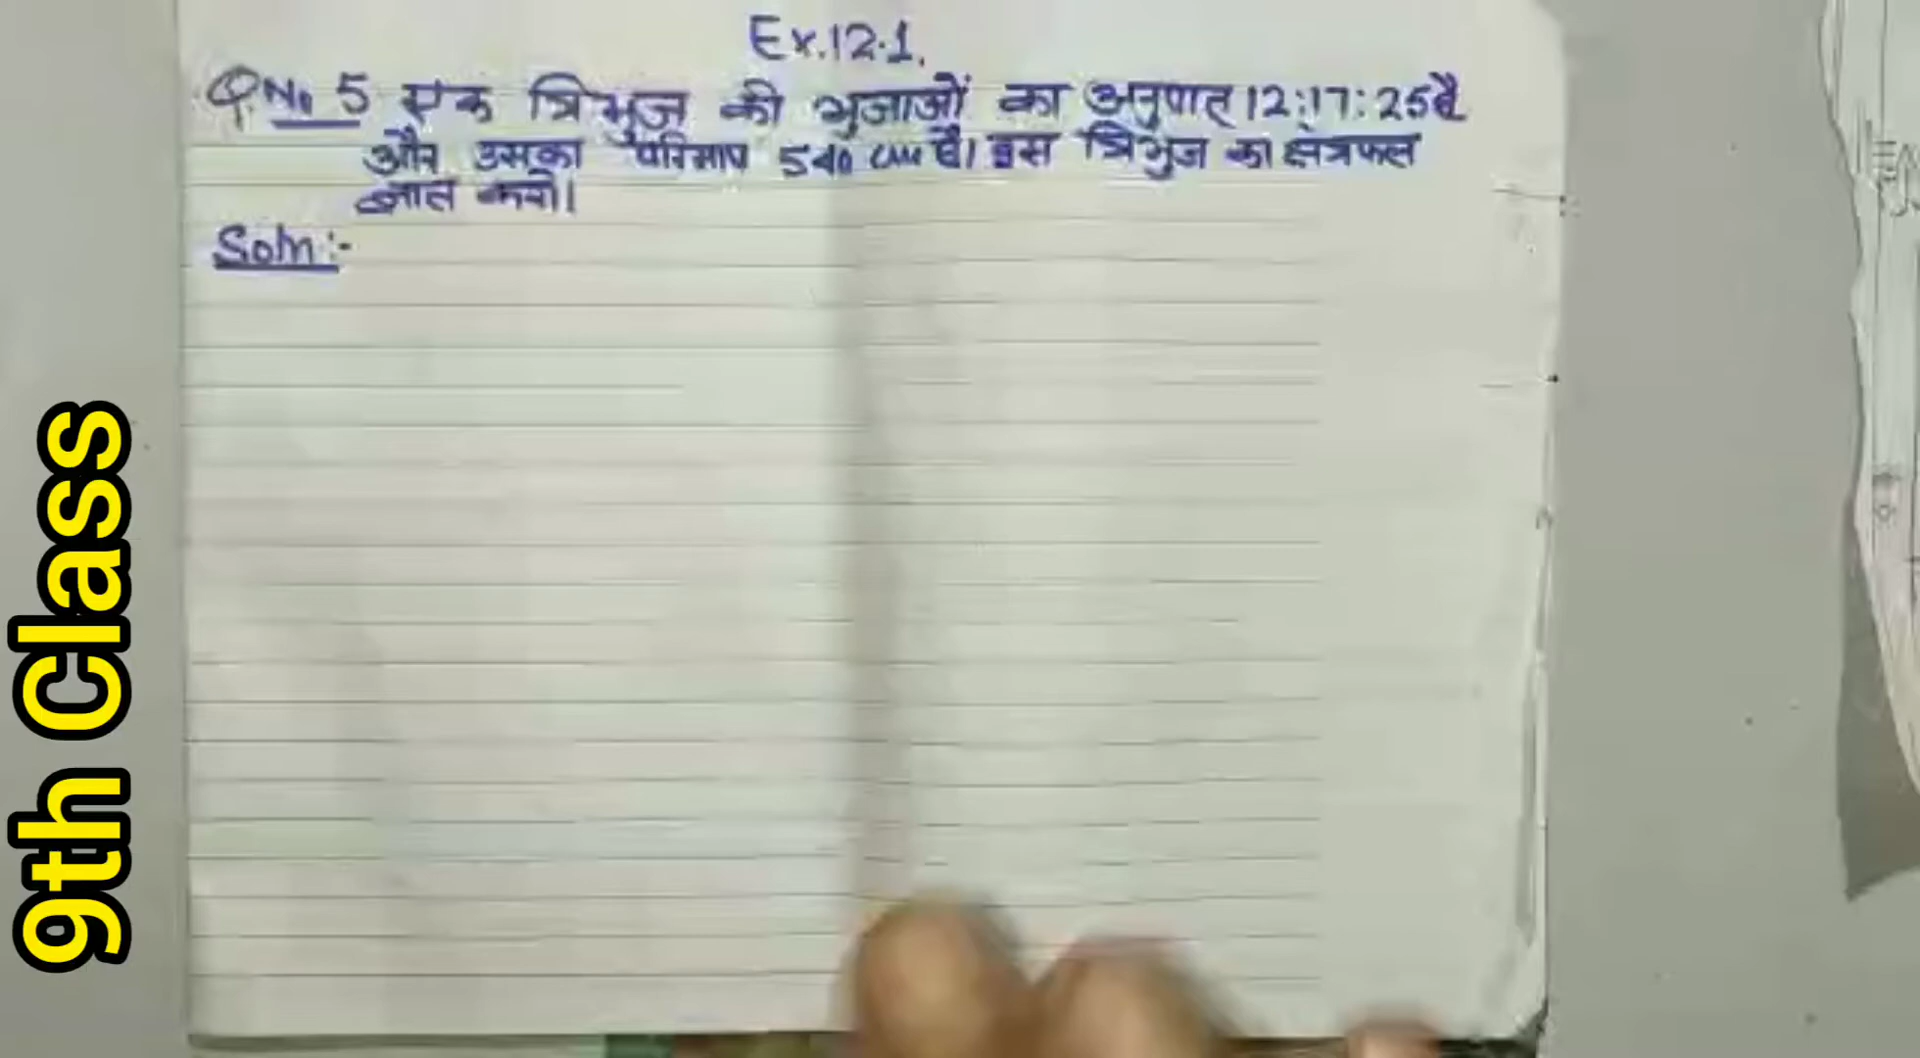 Ex.12.1.
Q.No 5 एक त्रिभुज की भुजाओं का अनुपात 12:17:25 है
और उसका परिमाप 540 cm है। इस त्रिभुज का क्षेत्रफल
ज्ञात करो।
Soln:-
9th Class